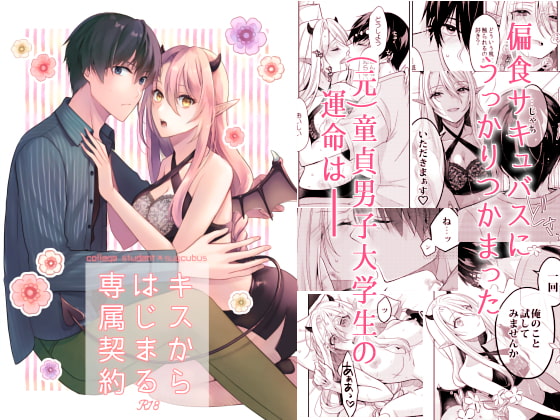 college student×succubus
キスから
はじまる
専属契約
R18
偏食サキュバスに
うっかりつかまった
(元)童貞男子大学生の
運命は――
いただきまぁす♡
ね…ッ
俺のこと
試して
みませんか
あぁあっ♡